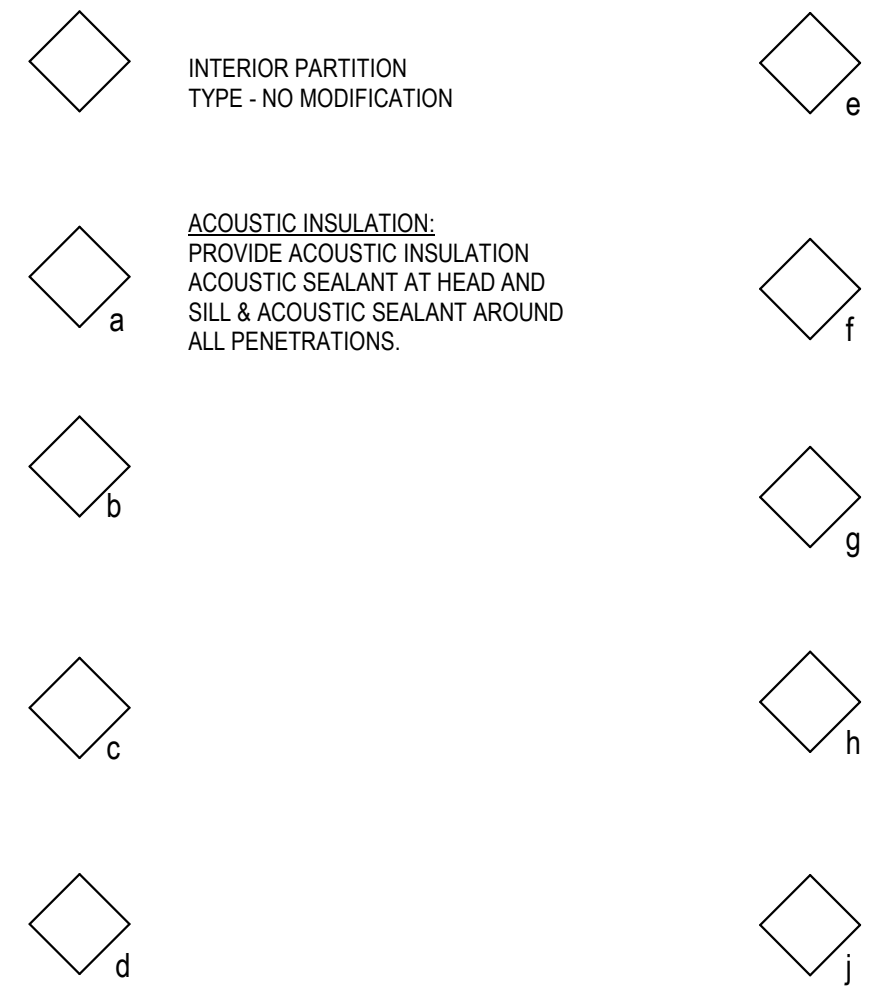 INTERIOR PARTITION
TYPE - NO MODIFICATION
ACOUSTIC INSULATION:
PROVIDE ACOUSTIC INSULATION
ACOUSTIC SEALANT AT HEAD AND
SILL & ACOUSTIC SEALANT AROUND
ALL PENETRATIONS.
a
b
c
d
e
f
g
h
j